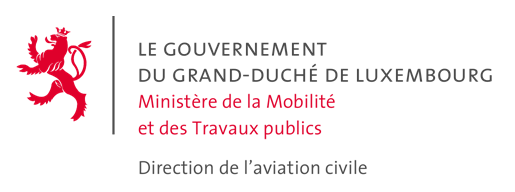 LE GOUVERNEMENT
DU GRAND-DUCHÉ DE LUXEMBOURG
Ministère de la Mobilité
et des Travaux publics
Direction de l'aviation civile